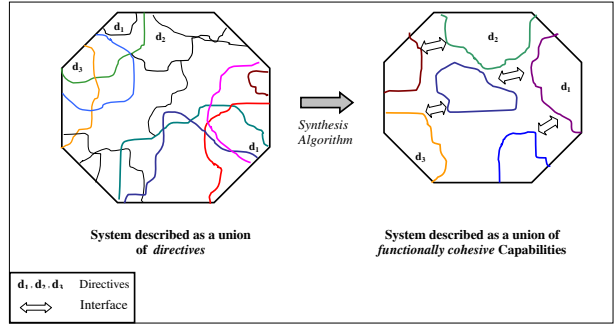 d1
d2
d3
d1
Synthesis
Algorithm
d2
d1
d3
System described as a union
of directives
System described as a union of
functionally cohesive Capabilities
d1, d2, d3 Directives
Interface